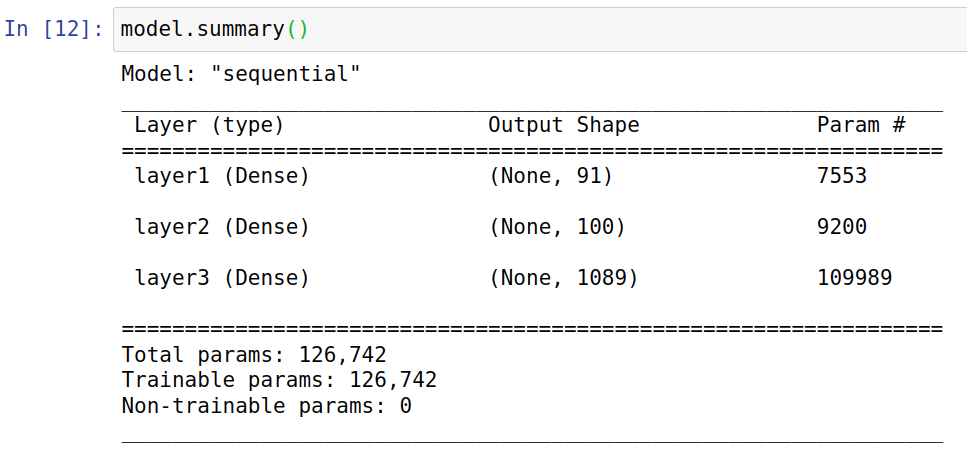 In [12]: model.summary()
Model: "sequential"
Layer (type) Output Shape Param #
layer1 (Dense) (None, 91) 7553
layer2 (Dense) (None, 100) 9200
layer3 (Dense) (None, 1089) 109989
Total params: 126,742
Trainable params: 126,742
Non-trainable params: 0